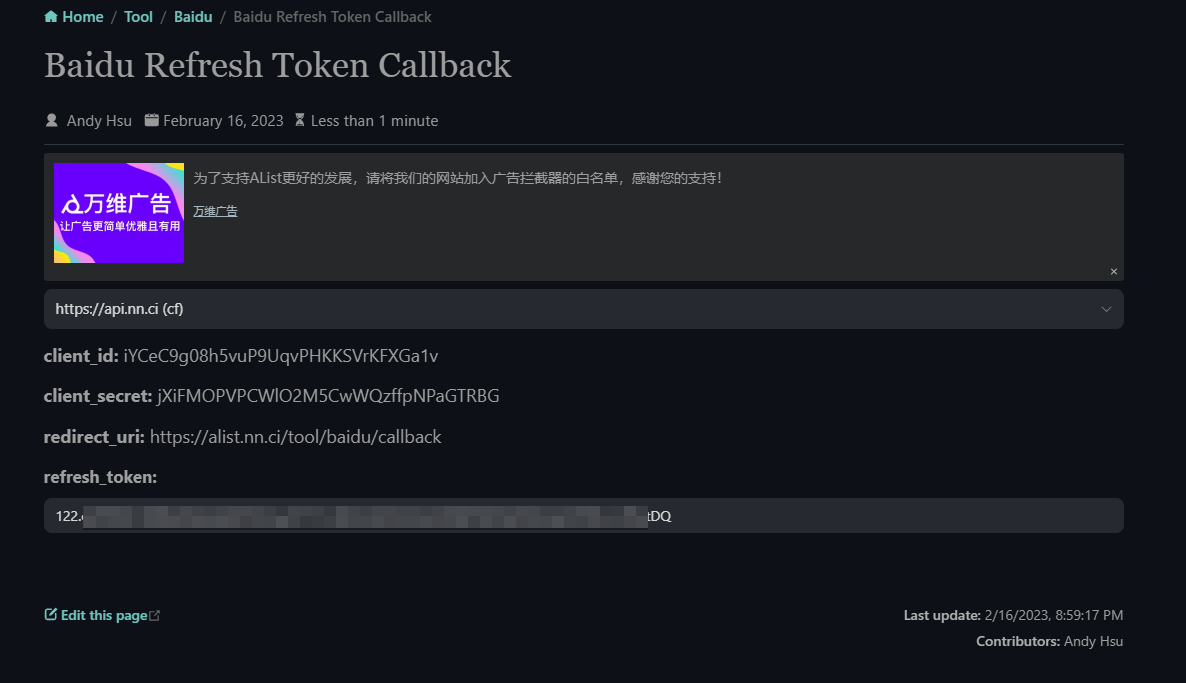 Home / Tool / Baidu / Baidu Refresh Token Callback
Baidu Refresh Token Callback
Andy Hsu February 16, 2023 Less than 1 minute
万维广告
让广告更简单优雅且有用
为了支持AList更好的发展，请将我们的网站加入广告拦截器的白名单，感谢您的支持！
万维广告
×
https://api.nn.ci (cf)
client_id: iYCeC9g08h5vuP9UqvPHKKSVrKFXGa1v
client_secret: jXiFMOPVPCWlO2M5CwWQzffpNPaGTRBG
redirect_uri: https://alist.nn.ci/tool/baidu/callback
refresh_token:
122. tDQ
Edit this page
Last update: 2/16/2023, 8:59:17 PM
Contributors: Andy Hsu